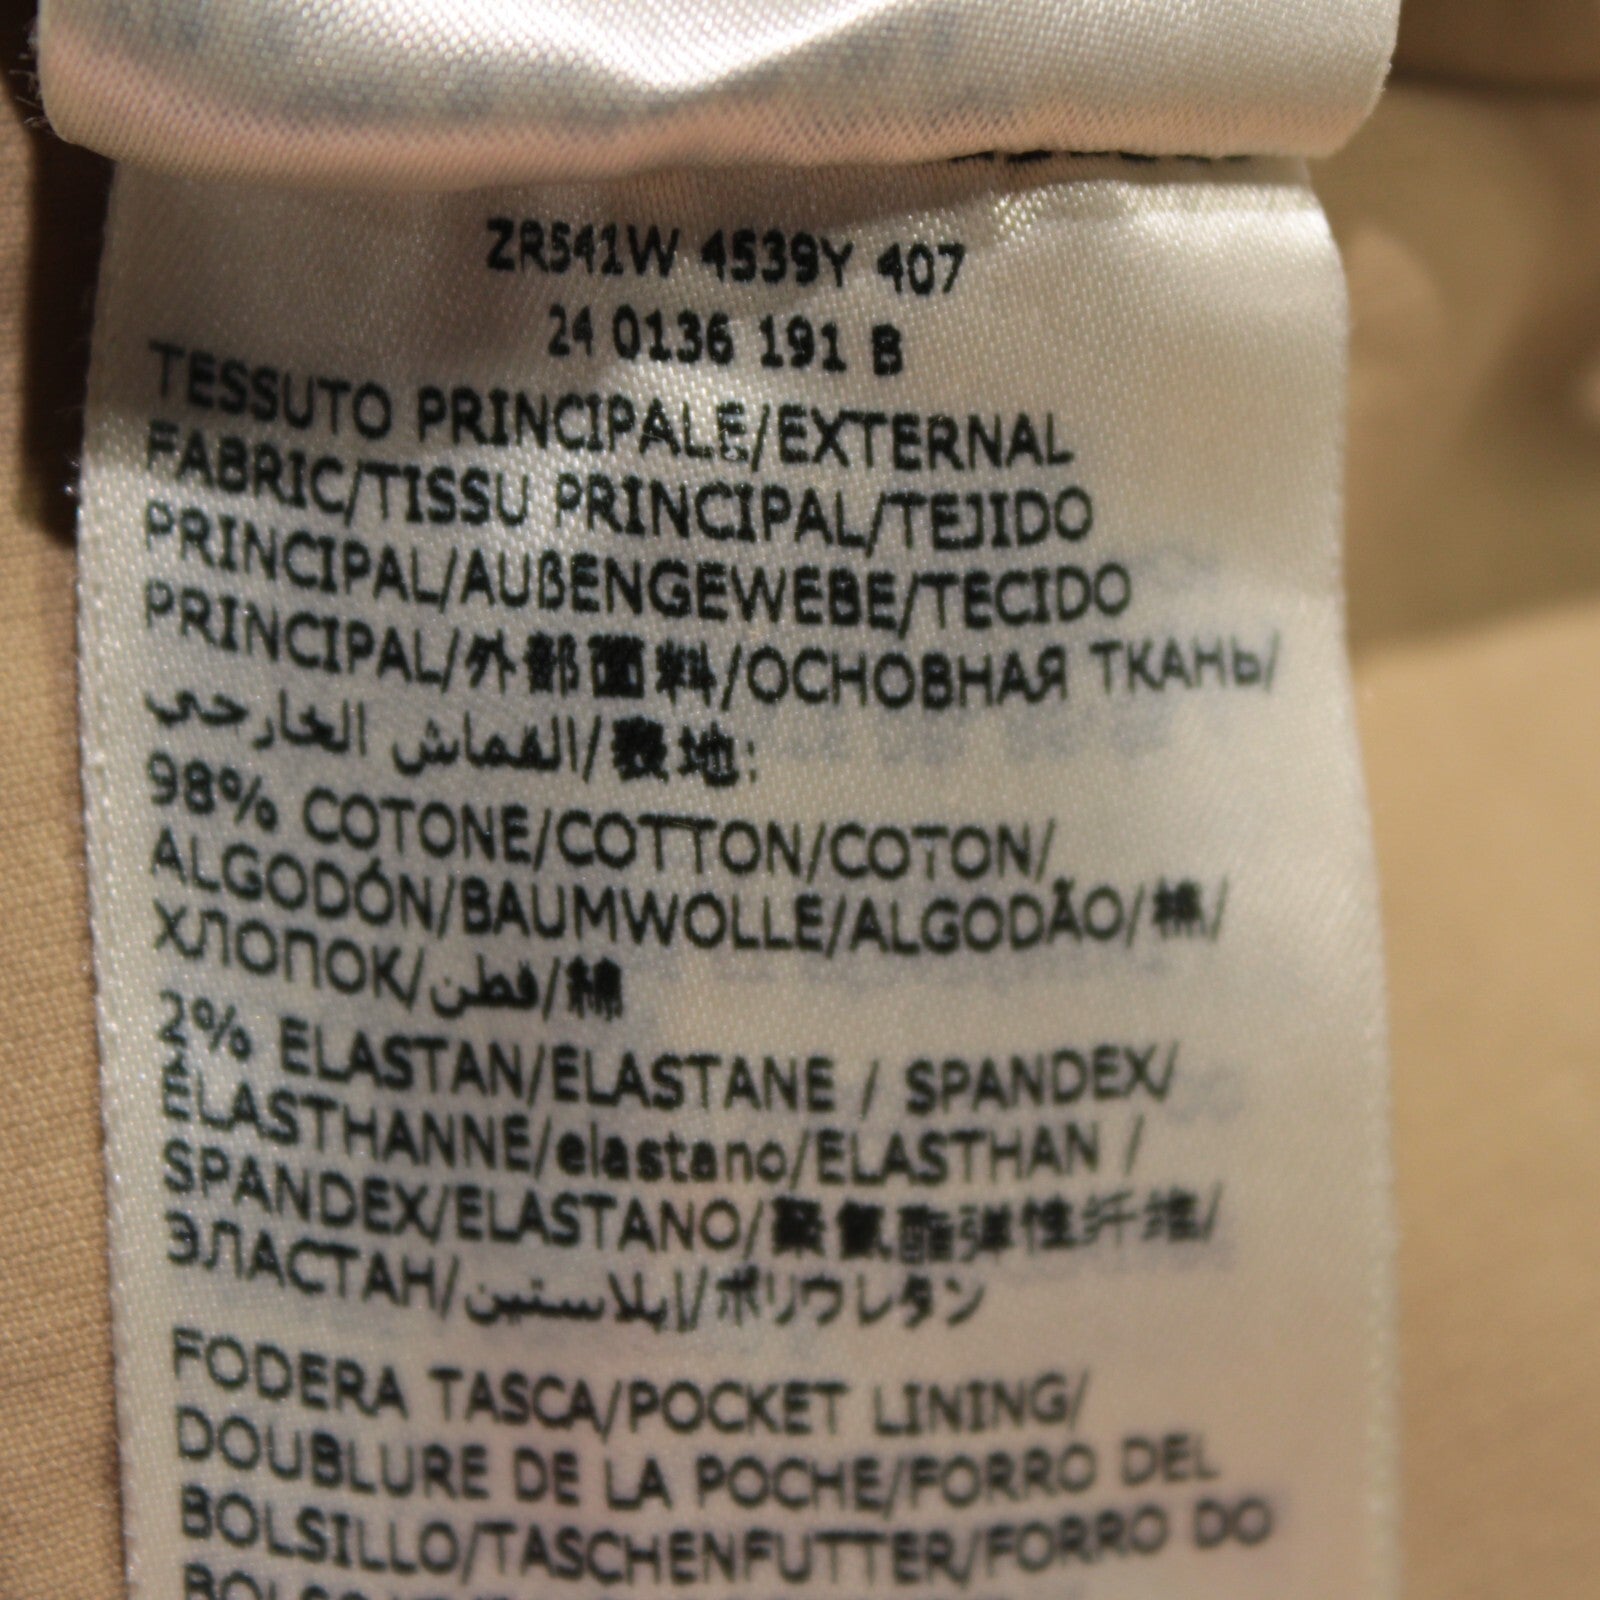 ZR541W 4539Y 407
24 0136 191 B
TESSUTO PRINCIPALE/EXTERNAL
FABRIC/TISSU PRINCIPAL/TEJIDO
PRINCIPAL/AUßENGEWEBE/TECIDO
PRINCIPAL/外部面料/ОСНОВНАЯ ТКАНЬ/
القماش الخارجي/表地:
98% COTONE/COTTON/COTON/
ALGODÓN/BAUMWOLLE/ALGODÃO/棉/
ХЛОПОК/قطن/綿
2% ELASTAN/ELASTANE / SPANDEX/
ÉLASTHANNE/elastano/ELASTHAN /
SPANDEX/ELASTANO/聚氨酯弹性纤维/
ЭЛАСТАН/إيلاستين/ポリウレタン
FODERA TASCA/POCKET LINING/
DOUBLURE DE LA POCHE/FORRO DEL
BOLSILLO/TASCHENFUTTER/FORRO DO